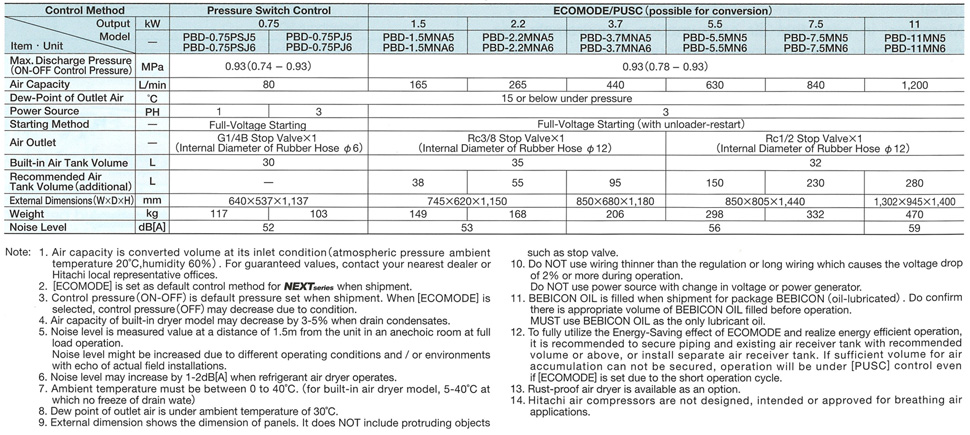 Control Method Pressure Switch Control ECOMODE/PUSC (possible for conversion)
Output kW 0.75 1.5 2.2 3.7 5.5 7.5 11
Model
Item · Unit
— PBD-0.75PSJ5 PBD-0.75PJ5 PBD-1.5MNA5 PBD-2.2MNA5 PBD-3.7MNA5 PBD-5.5MN5 PBD-7.5MN5 PBD-11MN5
PBD-0.75PSJ6 PBD-0.75PJ6 PBD-1.5MNA6 PBD-2.2MNA6 PBD-3.7MNA6 PBD-5.5MN6 PBD-7.5MN6 PBD-11MN6
Max. Discharge Pressure
(ON-OFF Control Pressure) MPa 0.93(0.74 – 0.93) 0.93(0.78 – 0.93)
Air Capacity L/min 80 165 265 440 630 840 1,200
Dew-Point of Outlet Air °C 15 or below under pressure
Power Source PH 1 3 3
Starting Method — Full-Voltage Starting Full-Voltage Starting (with unloader-restart)
Air Outlet — G1/4B Stop Valve×1 Rc3/8 Stop Valve×1 Rc1/2 Stop Valve×1
(Internal Diameter of Rubber Hose φ6) (Internal Diameter of Rubber Hose φ12) (Internal Diameter of Rubber Hose φ12)
Built-in Air Tank Volume L 30 35 32
Recommended Air
Tank Volume (additional) L — 38 55 95 150 230 280
External Dimensions(W×D×H) mm 640×537×1,137 745×620×1,150 850×680×1,180 850×805×1,440 1,302×945×1,400
Weight kg 117 103 149 168 206 298 332 470
Noise Level dB[A] 52 53 56 59
Note: 1. Air capacity is converted volume at its inlet condition(atmospheric pressure ambient
temperature 20°C,humidity 60%) . For guaranteed values, contact your nearest dealer or
Hitachi local representative offices.
2. [ECOMODE] is set as default control method for NEXTseries when shipment.
3. Control pressure(ON-OFF) is default pressure set when shipment. When [ECOMODE] is
selected, control pressure(OFF) may decrease due to condition.
4. Air capacity of built-in dryer model may decrease by 3-5% when drain condensates.
5. Noise level is measured value at a distance of 1.5m from the unit in an anechoic room at full
load operation.
Noise level might be increased due to different operating conditions and / or environments
with echo of actual field installations.
6. Noise level may increase by 1-2dB[A] when refrigerant air dryer operates.
7. Ambient temperature must be between 0 to 40°C. (for built-in air dryer model, 5-40°C at
which no freeze of drain wate)
8. Dew point of outlet air is under ambient temperature of 30°C.
9. External dimension shows the dimension of panels. It does NOT include protruding objects
such as stop valve.
10. Do NOT use wiring thinner than the regulation or long wiring which causes the voltage drop
of 2% or more during operation.
Do NOT use power source with change in voltage or power generator.
11. BEBICON OIL is filled when shipment for package BEBICON (oil-lubricated) . Do confirm
there is appropriate volume of BEBICON OIL filled before operation.
MUST use BEBICON OIL as the only lubricant oil.
12. To fully utilize the Energy-Saving effect of ECOMODE and realize energy efficient operation,
it is recommended to secure piping and existing air receiver tank with recommended
volume or above, or install separate air receiver tank. If sufficient volume for air
accumulation can not be secured, operation will be under [PUSC] control even
if [ECOMODE] is set due to the short operation cycle.
13. Rust-proof air dryer is available as an option.
14. Hitachi air compressors are not designed, intended or approved for breathing air
applications.